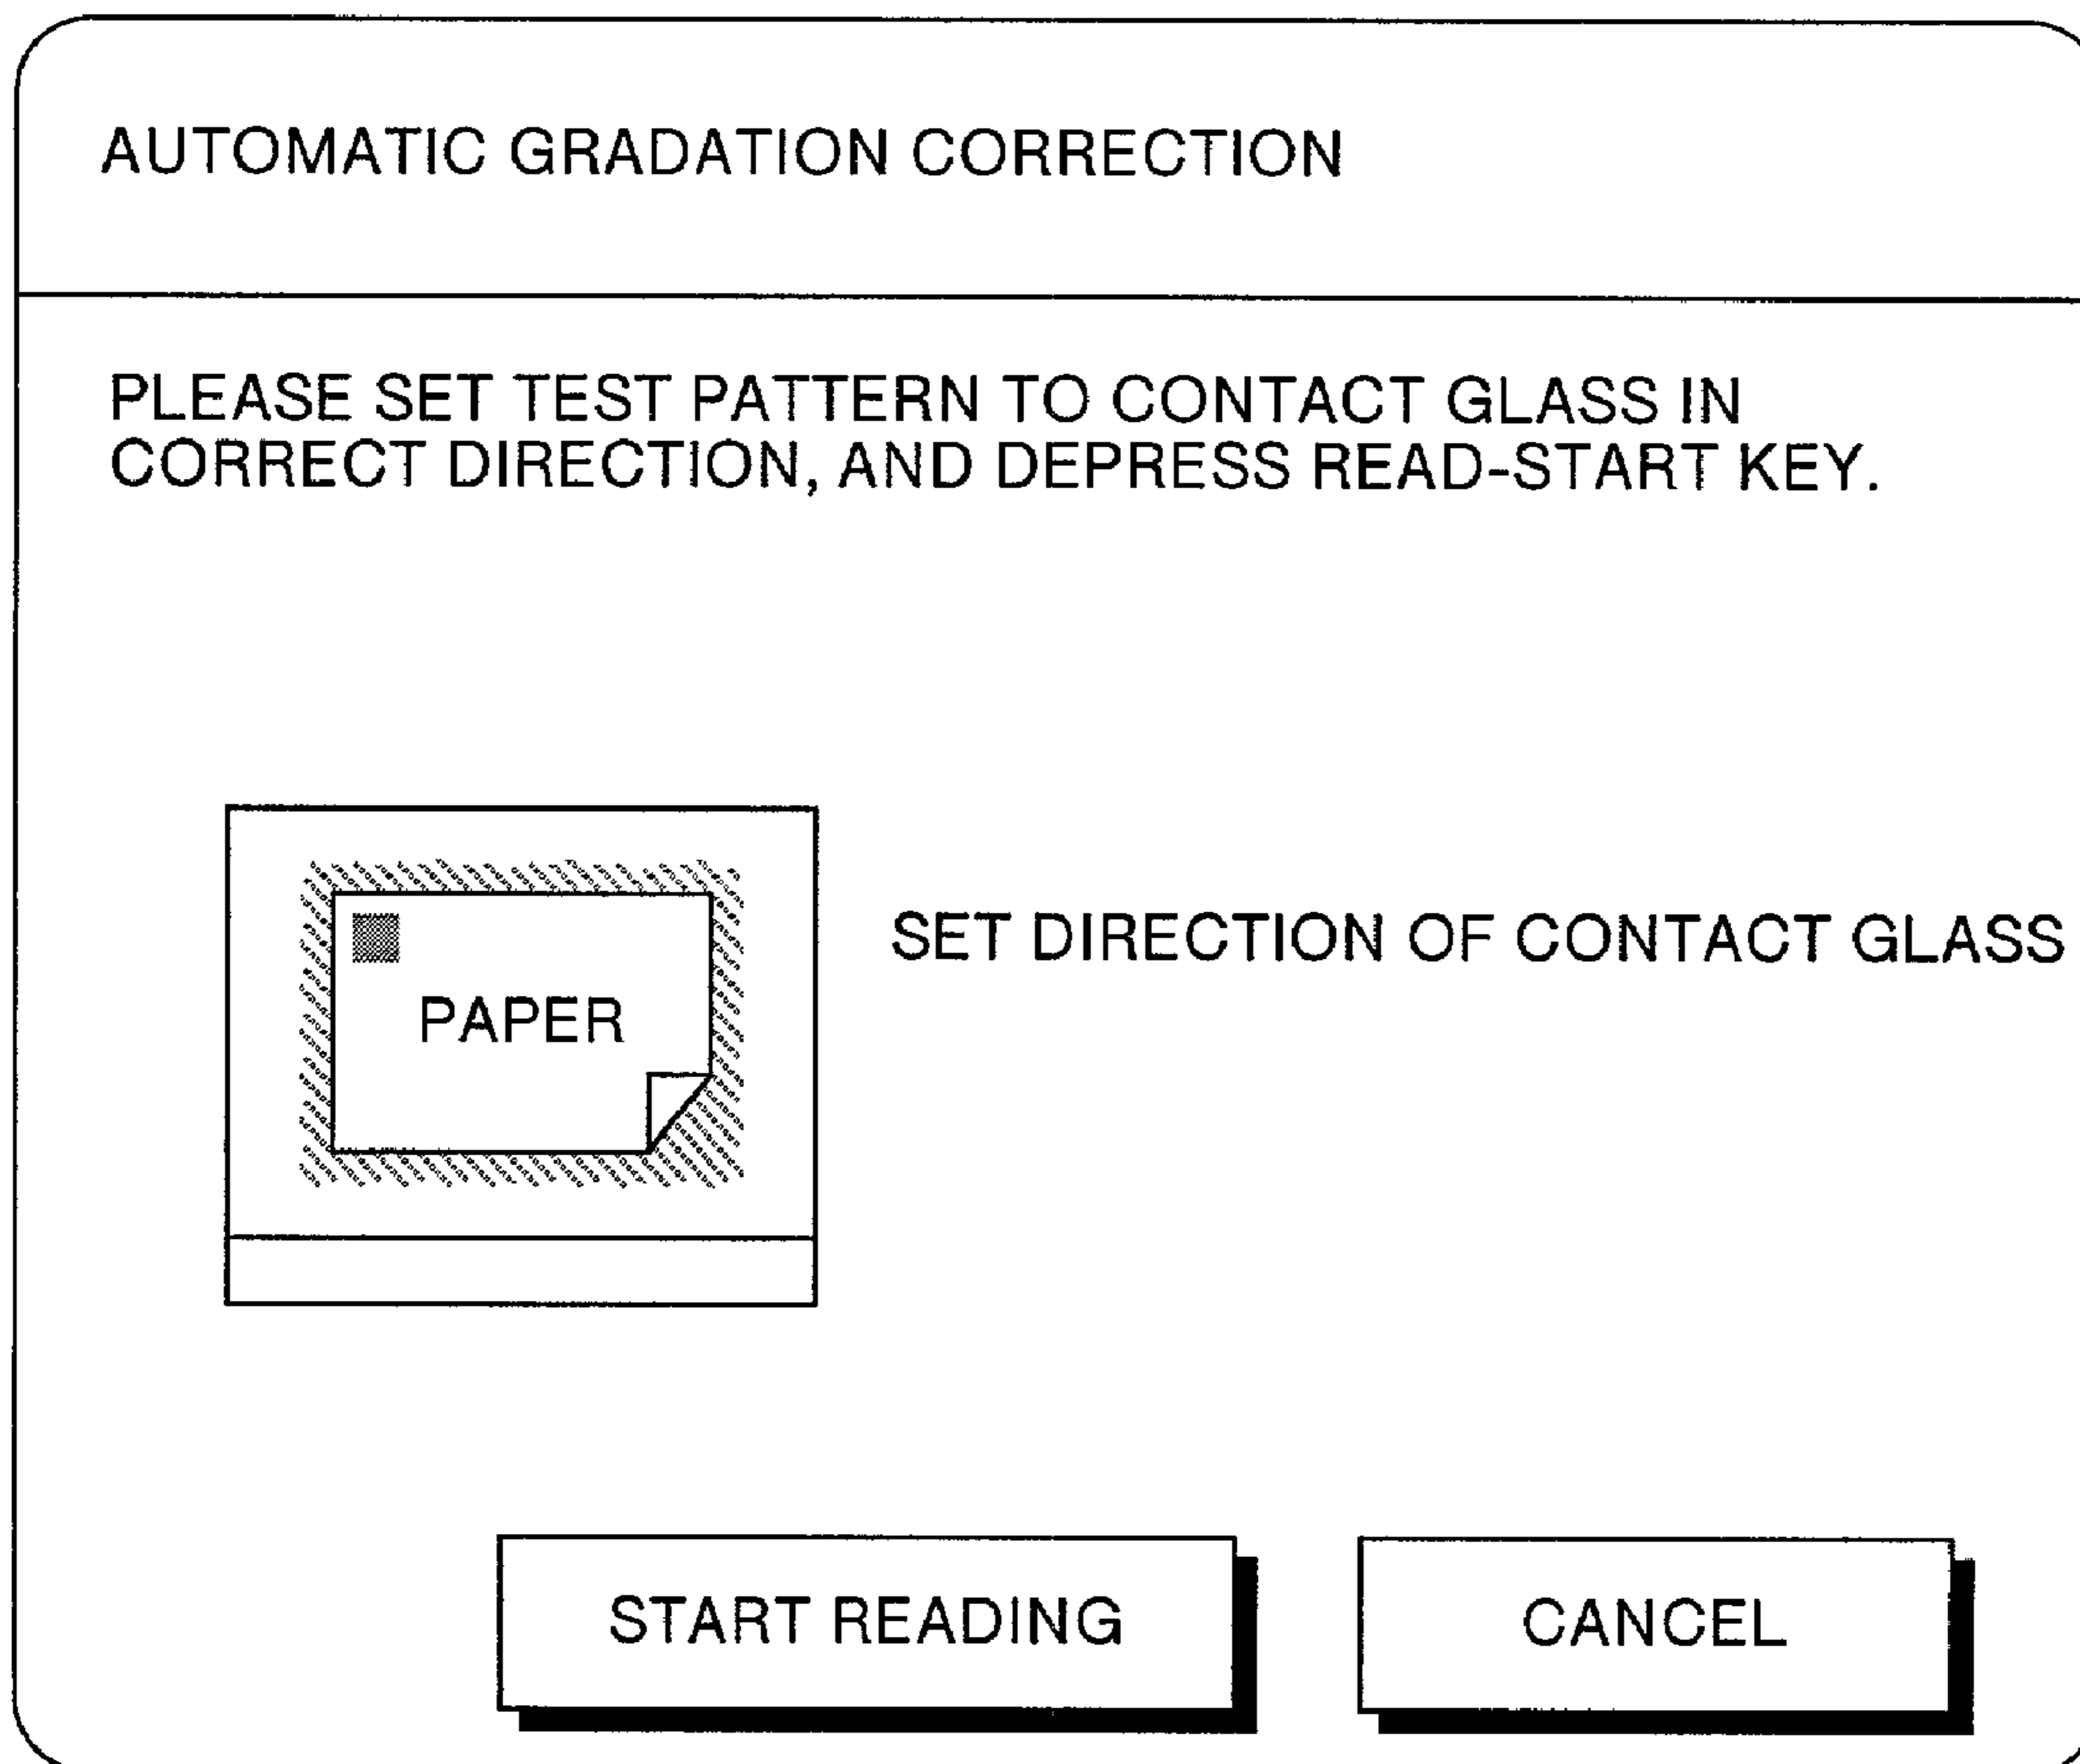 AUTOMATIC GRADATION CORRECTION
PLEASE SET TEST PATTERN TO CONTACT GLASS IN
CORRECT DIRECTION, AND DEPRESS READ-START KEY.
SET DIRECTION OF CONTACT GLASS
PAPER
START READING
CANCEL